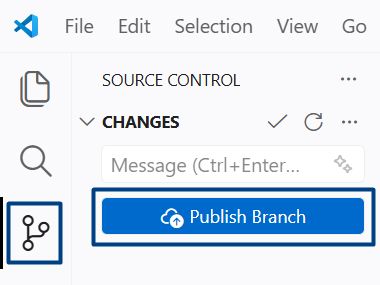 File Edit Selection View Go
SOURCE CONTROL ···
CHANGES ···
Message (Ctrl+Enter...
Publish Branch